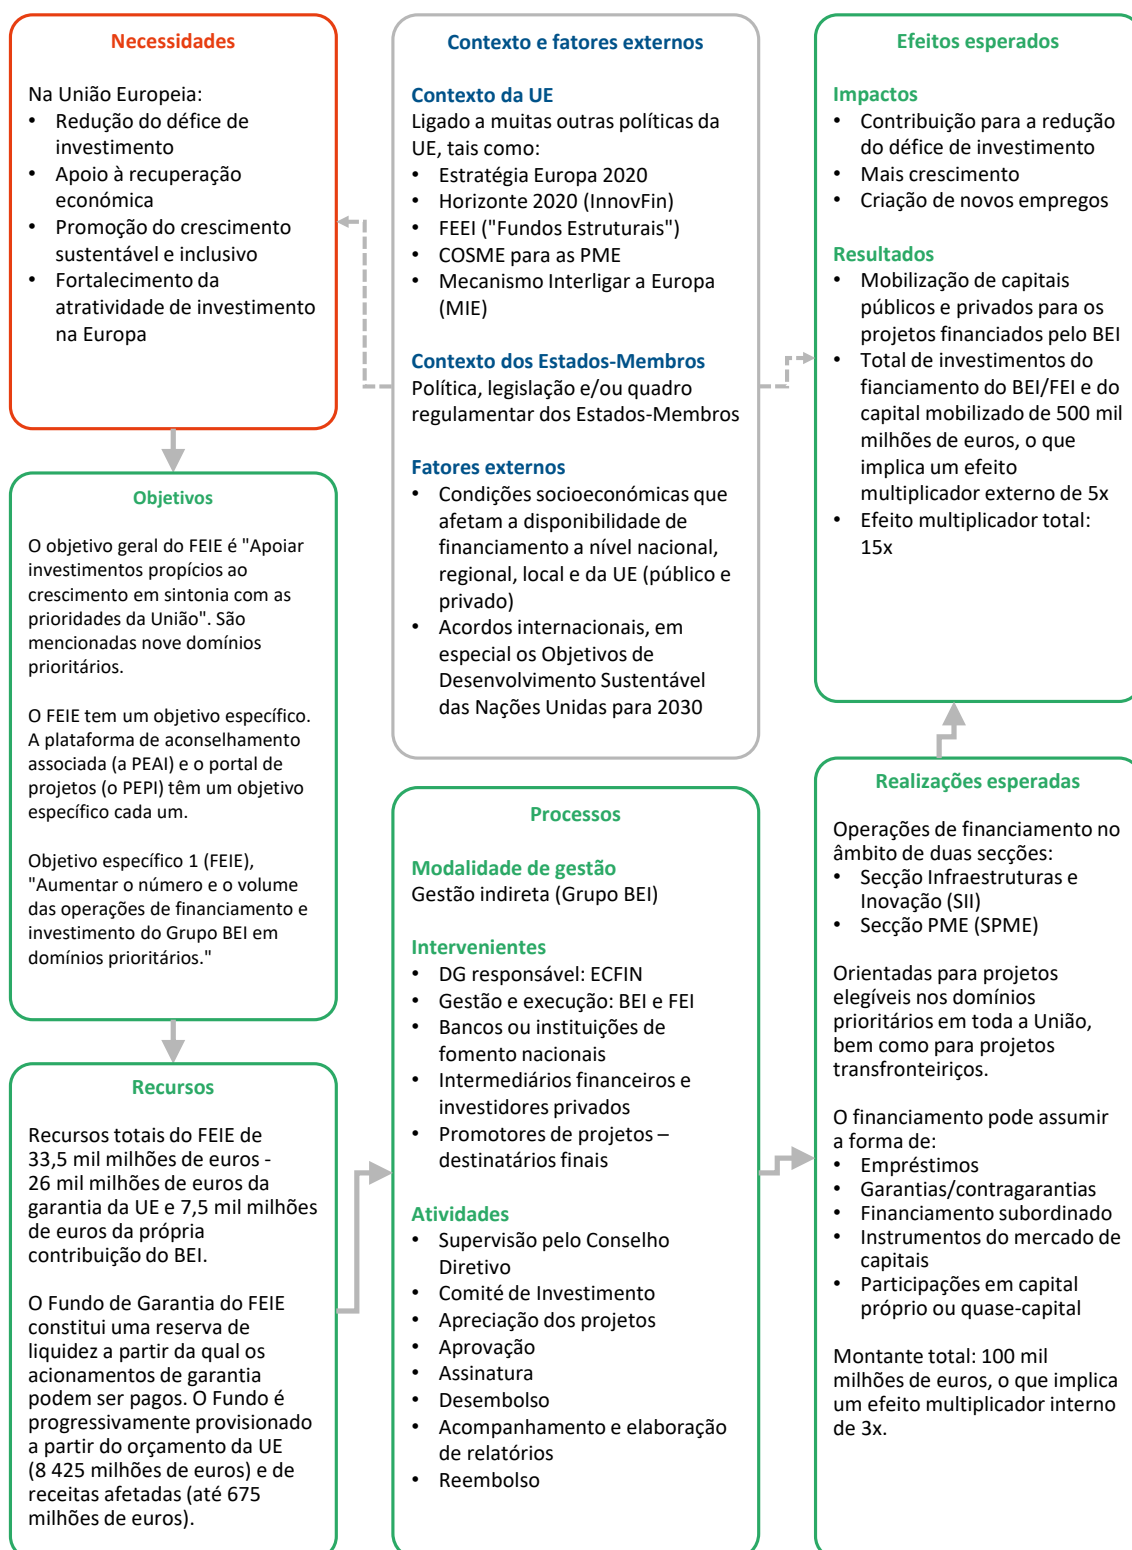 Necessidades
Na União Europeia:
• Redução do défice de
investimento
• Apoio à recuperação
económica
• Promoção do crescimento
sustentável e inclusivo
• Fortalecimento da
atratividade de investimento
na Europa
Objetivos
O objetivo geral do FEIE é "Apoiar
investimentos propícios ao
crescimento em sintonia com as
prioridades da União". São
mencionadas nove domínios
prioritários.
O FEIE tem um objetivo específico.
A plataforma de aconselhamento
associada (a PEAI) e o portal de
projetos (o PEPI) têm um objetivo
específico cada um.
Objetivo específico 1 (FEIE),
"Aumentar o número e o volume
das operações de financiamento e
investimento do Grupo BEI em
domínios prioritários."
Recursos
Recursos totais do FEIE de
33,5 mil milhões de euros -
26 mil milhões de euros da
garantia da UE e 7,5 mil milhões
de euros da própria
contribuição do BEI.
O Fundo de Garantia do FEIE
constitui uma reserva de
liquidez a partir da qual os
acionamentos de garantia
podem ser pagos. O Fundo é
progressivamente provisionado
a partir do orçamento da UE
(8 425 milhões de euros) e de
receitas afetadas (até 675
milhões de euros).
Contexto e fatores externos
Contexto da UE
Ligado a muitas outras políticas da
UE, tais como:
• Estratégia Europa 2020
• Horizonte 2020 (InnovFin)
• FEEI ("Fundos Estruturais")
• COSME para as PME
• Mecanismo Interligar a Europa
(MIE)
Contexto dos Estados-Membros
Política, legislação e/ou quadro
regulamentar dos Estados-Membros
Fatores externos
• Condições socioeconómicas que
afetam a disponibilidade de
financiamento a nível nacional,
regional, local e da UE (público e
privado)
• Acordos internacionais, em
especial os Objetivos de
Desenvolvimento Sustentável
das Nações Unidas para 2030
Processos
Modalidade de gestão
Gestão indireta (Grupo BEI)
Intervenientes
• DG responsável: ECFIN
• Gestão e execução: BEI e FEI
• Bancos ou instituições de
fomento nacionais
• Intermediários financeiros e
investidores privados
• Promotores de projetos –
destinatários finais
Atividades
• Supervisão pelo Conselho
Diretivo
• Comité de Investimento
• Apreciação dos projetos
• Aprovação
• Assinatura
• Desembolso
• Acompanhamento e elaboração
de relatórios
• Reembolso
Efeitos esperados
Impactos
• Contribuição para a redução
do défice de investimento
• Mais crescimento
• Criação de novos empregos
Resultados
• Mobilização de capitais
públicos e privados para os
projetos financiados pelo BEI
• Total de investimentos do
fianciamento do BEI/FEI e do
capital mobilizado de 500 mil
milhões de euros, o que
implica um efeito
multiplicador externo de 5x
• Efeito multiplicador total:
15x
Realizações esperadas
Operações de financiamento no
âmbito de duas secções:
• Secção Infraestruturas e
Inovação (SII)
• Secção PME (SPME)
Orientadas para projetos
elegíveis nos domínios
prioritários em toda a União,
bem como para projetos
transfronteiriços.
O financiamento pode assumir
a forma de:
• Empréstimos
• Garantias/contragarantias
• Financiamento subordinado
• Instrumentos do mercado de
capitais
• Participações em capital
próprio ou quase-capital
Montante total: 100 mil
milhões de euros, o que implica
um efeito multiplicador interno
de 3x.